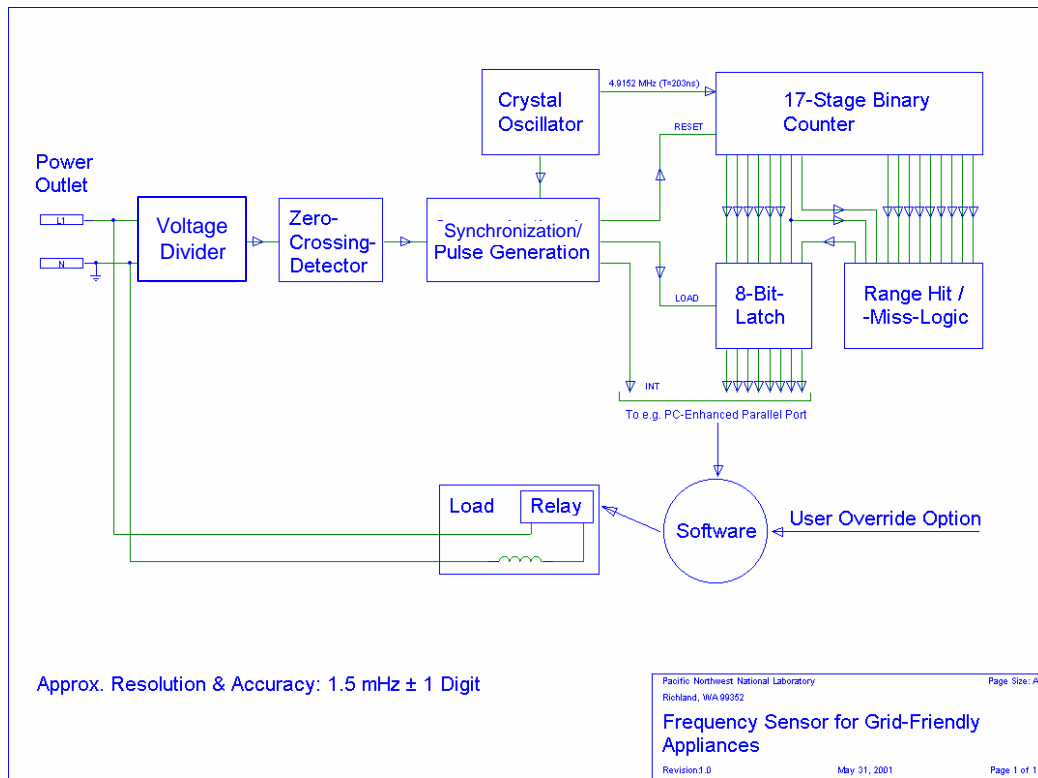 4.9152 MHz (T=203ns)
Crystal
Oscillator
17-Stage Binary
Counter
RESET
Power
Outlet
L1
N
Voltage
Divider
Zero-
Crossing-
Detector
Synchronization/
Pulse Generation
LOAD
8-Bit-
Latch
Range Hit /
-Miss-Logic
INT
To e.g. PC-Enhanced Parallel Port
Load
Relay
Software
User Override Option
Approx. Resolution & Accuracy: 1.5 mHz ± 1 Digit
Pacific Northwest National Laboratory
Page Size: A
Richland, WA 99352
Frequency Sensor for Grid-Friendly
Appliances
Revision:1.0
May 31, 2001
Page 1 of 1